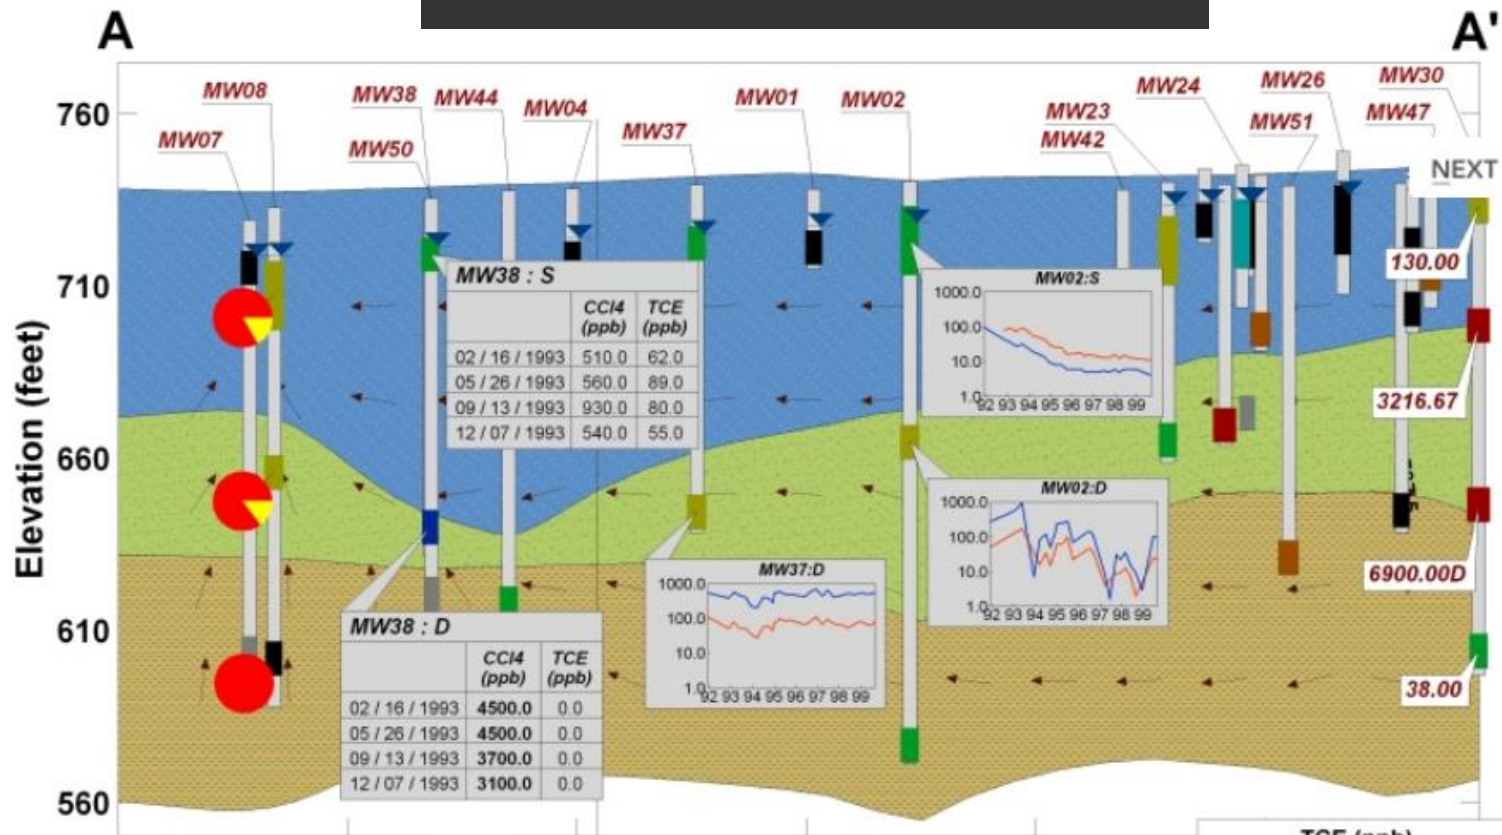 A
A'
MW08
MW38
MW44
MW04
MW37
MW01
MW02
MW23
MW24
MW26
MW30
MW07
MW50
MW42
MW51
MW47
NEXT
Elevation (feet)
760
710
660
610
560
MW38 : S
CCl4 (ppb) TCE (ppb)
02 / 16 / 1993 510.0 62.0
05 / 26 / 1993 560.0 89.0
09 / 13 / 1993 930.0 80.0
12 / 07 / 1993 540.0 55.0
MW38 : D
CCl4 (ppb) TCE (ppb)
02 / 16 / 1993 4500.0 0.0
05 / 26 / 1993 4500.0 0.0
09 / 13 / 1993 3700.0 0.0
12 / 07 / 1993 3100.0 0.0
MW37:D
1000.0
100.0
10.0
1.0
92 93 94 95 96 97 98 99
MW02:S
1000.0
100.0
10.0
1.0
92 93 94 95 96 97 98 99
MW02:D
1000.0
100.0
10.0
1.0
92 93 94 95 96 97 98 99
130.00
3216.67
6900.00D
38.00
TCE (ppb)